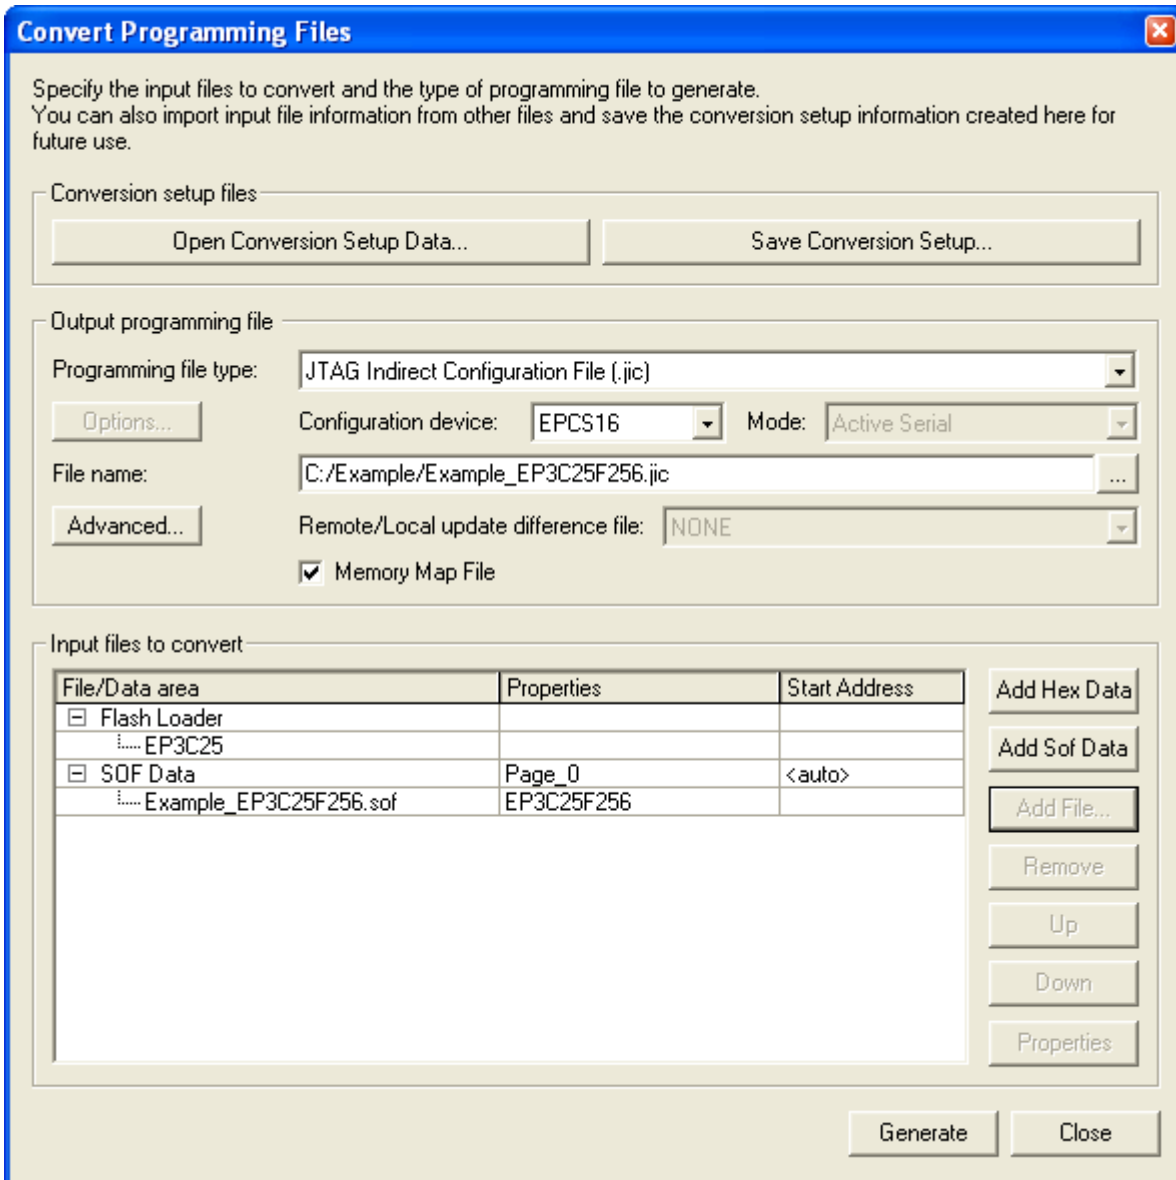 Convert Programming Files
Specify the input files to convert and the type of programming file to generate.
You can also import input file information from other files and save the conversion setup information created here for
future use.
Conversion setup files
Open Conversion Setup Data...
Save Conversion Setup...
Output programming file
Programming file type:
JTAG Indirect Configuration File (.jic)
Options...
Configuration device:
EPCS16
Mode:
Active Serial
File name:
C:/Example/Example_EP3C25F256.jic
...
Advanced...
Remote/Local update difference file:
NONE
Memory Map File
Input files to convert
File/Data area
Properties
Start Address
Flash Loader
EP3C25
SOF Data
Page_0
<auto>
Example_EP3C25F256.sof
EP3C25F256
Add Hex Data
Add Sof Data
Add File...
Remove
Up
Down
Properties
Generate
Close